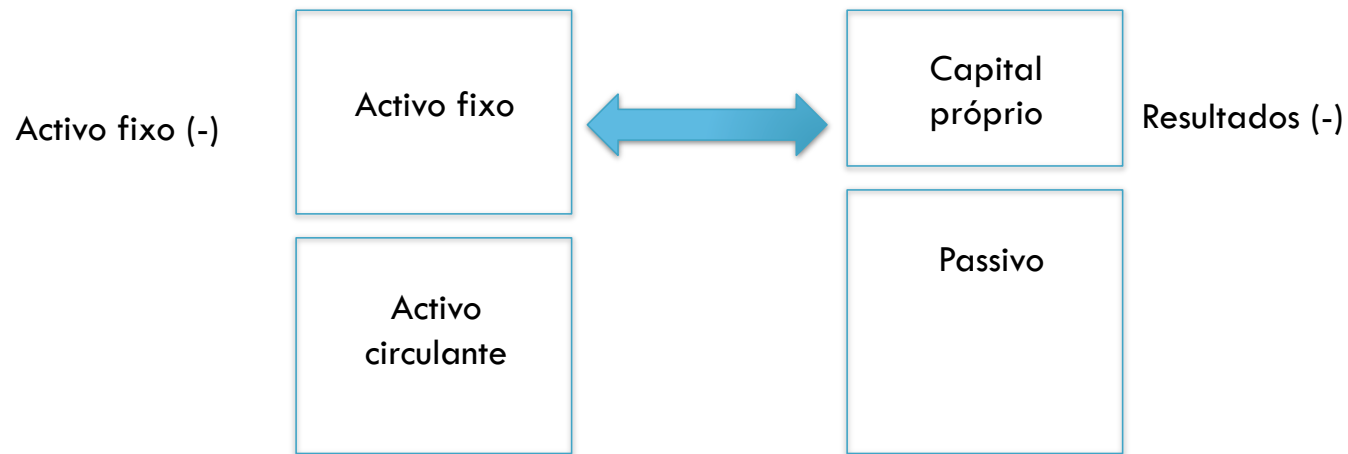 Activo fixo (-)
Activo fixo
Capital
próprio
Resultados (-)
Activo
circulante
Passivo